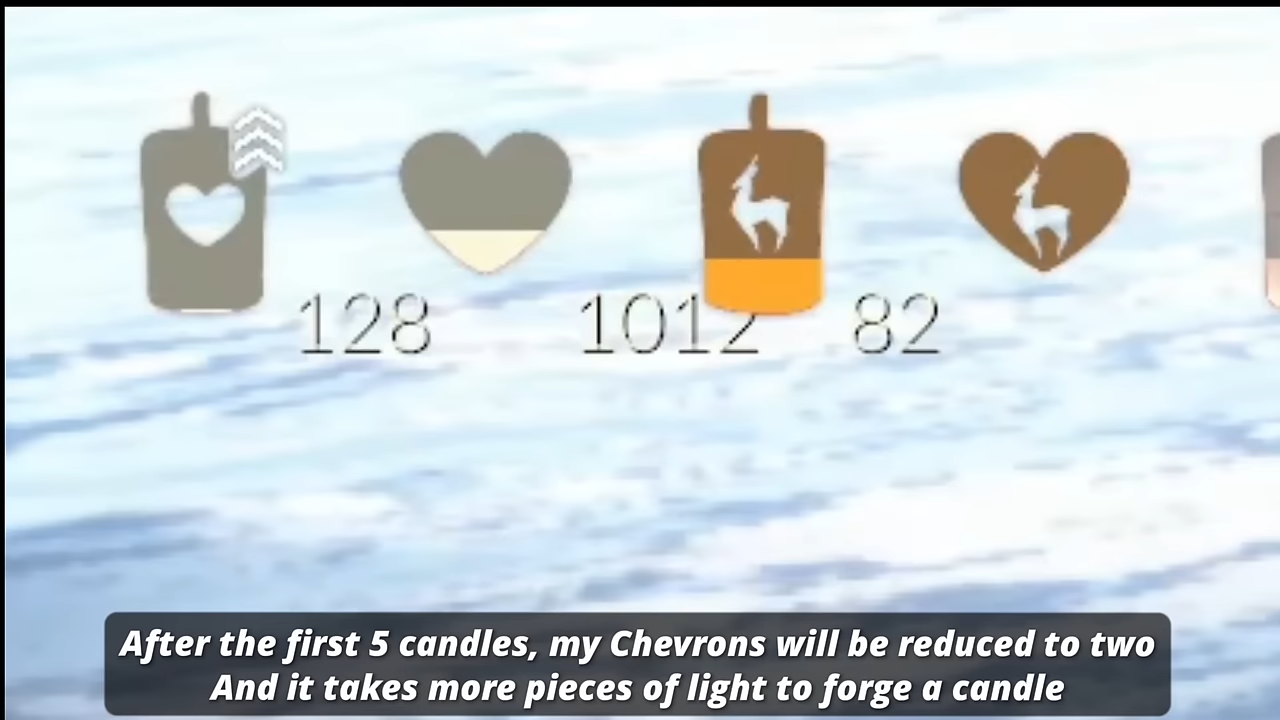 128 1012 82
After the first 5 candles, my Chevrons will be reduced to two
And it takes more pieces of light to forge a candle